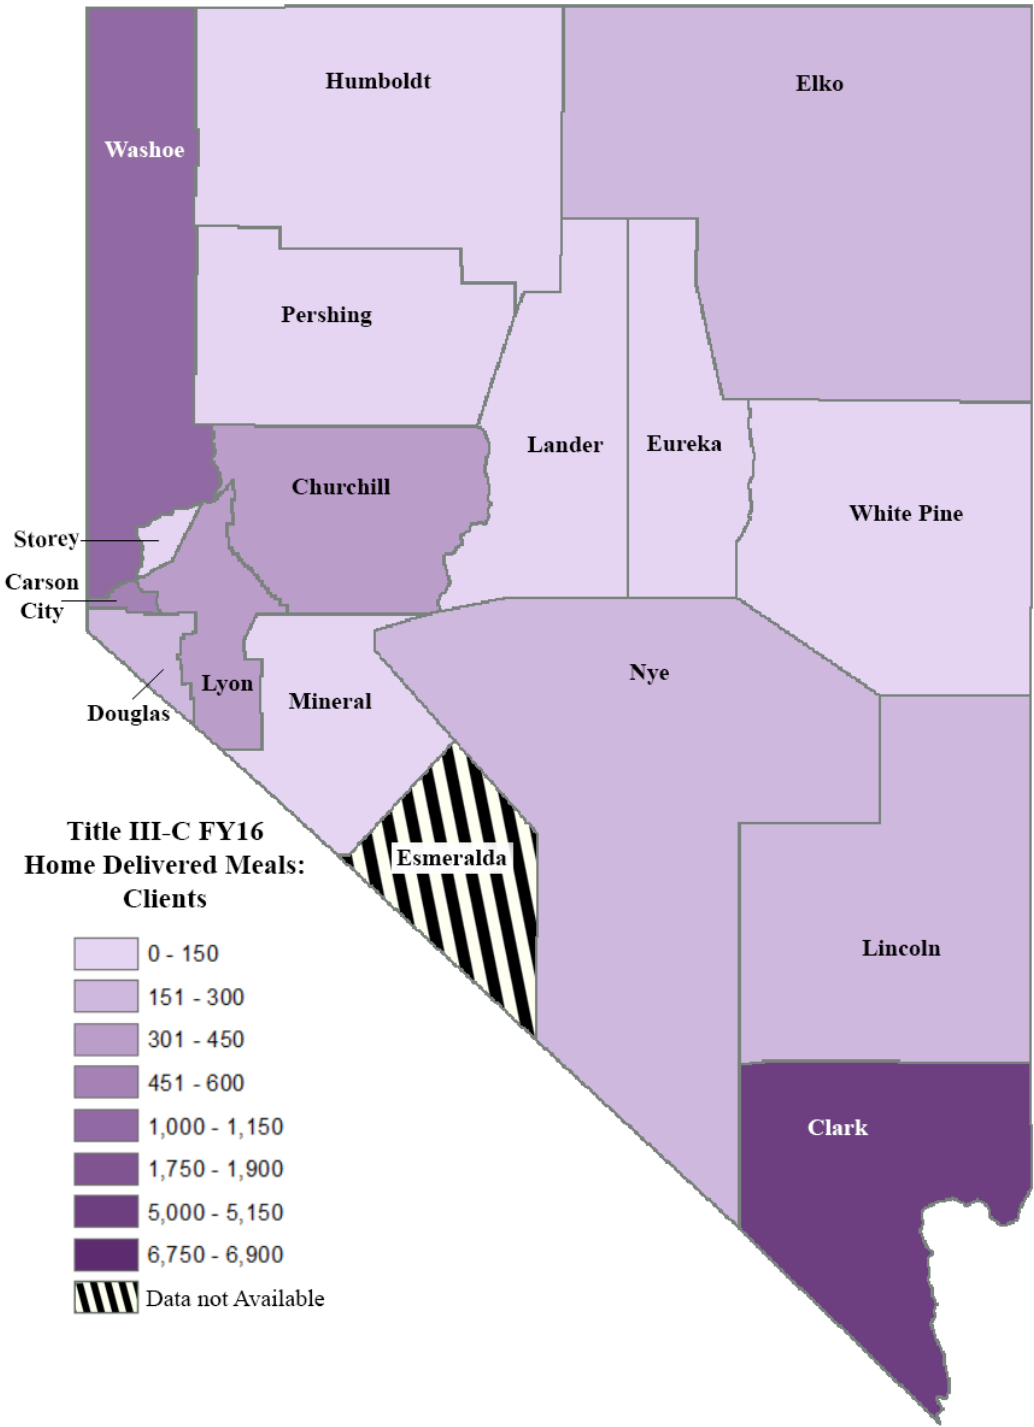 Humboldt
Elko
Washoe
Pershing
Lander
Eureka
Churchill
White Pine
Storey
Carson
City
Nye
Lyon
Mineral
Douglas
Esmeralda
Lincoln
Clark
Title III-C FY16
Home Delivered Meals:
Clients
0 - 150
151 - 300
301 - 450
451 - 600
1,000 - 1,150
1,750 - 1,900
5,000 - 5,150
6,750 - 6,900
Data not Available